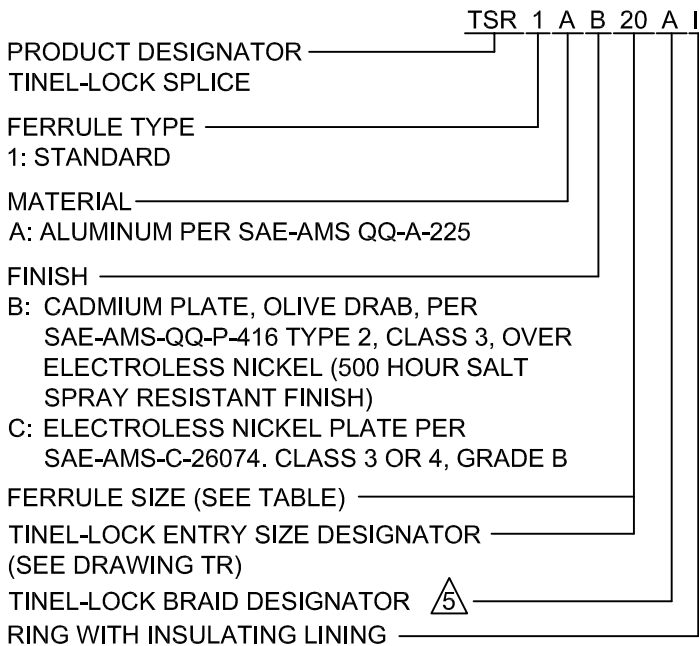 TSR 1 A B 20 A I
PRODUCT DESIGNATOR
TINEL-LOCK SPLICE
FERRULE TYPE
1: STANDARD
MATERIAL
A: ALUMINUM PER SAE-AMS QQ-A-225
FINISH
B: CADMIUM PLATE, OLIVE DRAB, PER
SAE-AMS-QQ-P-416 TYPE 2, CLASS 3, OVER
ELECTROLESS NICKEL (500 HOUR SALT
SPRAY RESISTANT FINISH)
C: ELECTROLESS NICKEL PLATE PER
SAE-AMS-C-26074. CLASS 3 OR 4, GRADE B
FERRULE SIZE (SEE TABLE)
TINEL-LOCK ENTRY SIZE DESIGNATOR
(SEE DRAWING TR)
TINEL-LOCK BRAID DESIGNATOR 5
RING WITH INSULATING LINING